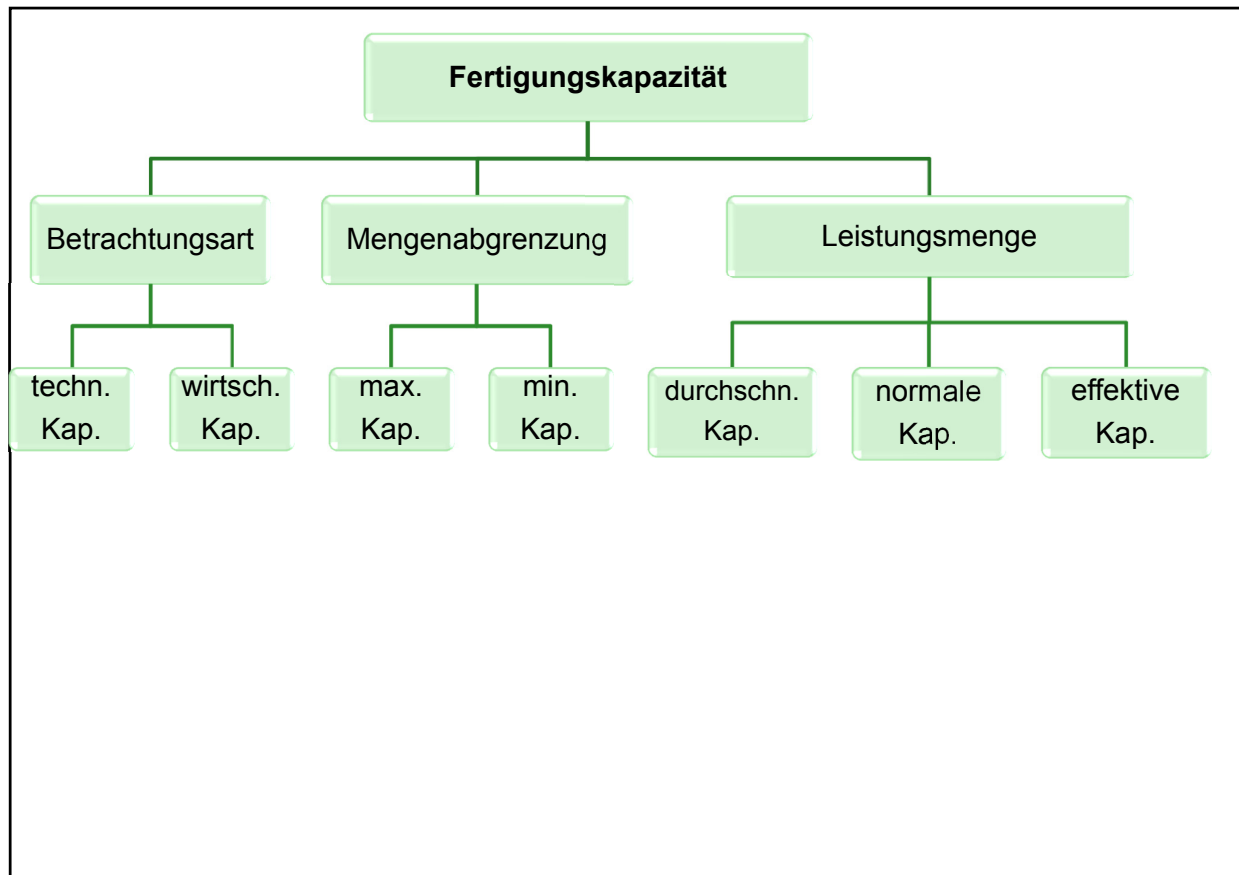 Fertigungskapazität
Betrachtungsart
Mengenabgrenzung
Leistungsmenge
techn.
Kap.
wirtsch.
Kap.
max.
Kap.
min.
Kap.
durchschn.
Kap.
normale
Kap.
effektive
Kap.